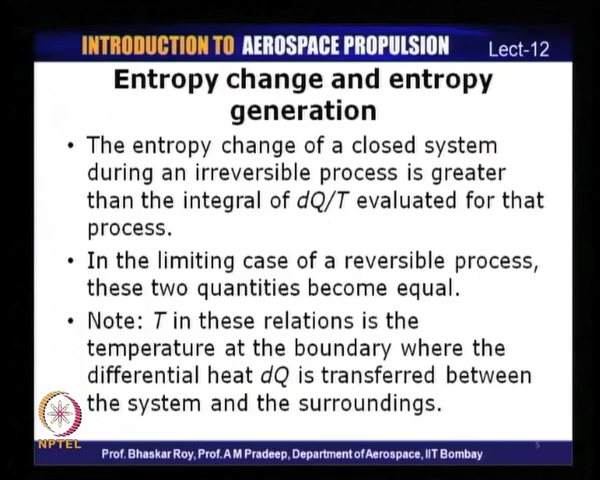 INTRODUCTION TO AEROSPACE PROPULSION
Lect-12
Entropy change and entropy
generation
• The entropy change of a closed system
during an irreversible process is greater
than the integral of dQ/T evaluated for that
process.
• In the limiting case of a reversible process,
these two quantities become equal.
• Note: T in these relations is the
temperature at the boundary where the
differential heat dQ is transferred between
the system and the surroundings.
NPTEL
Prof. Bhaskar Roy, Prof. A M Pradeep, Department of Aerospace, IIT Bombay
5